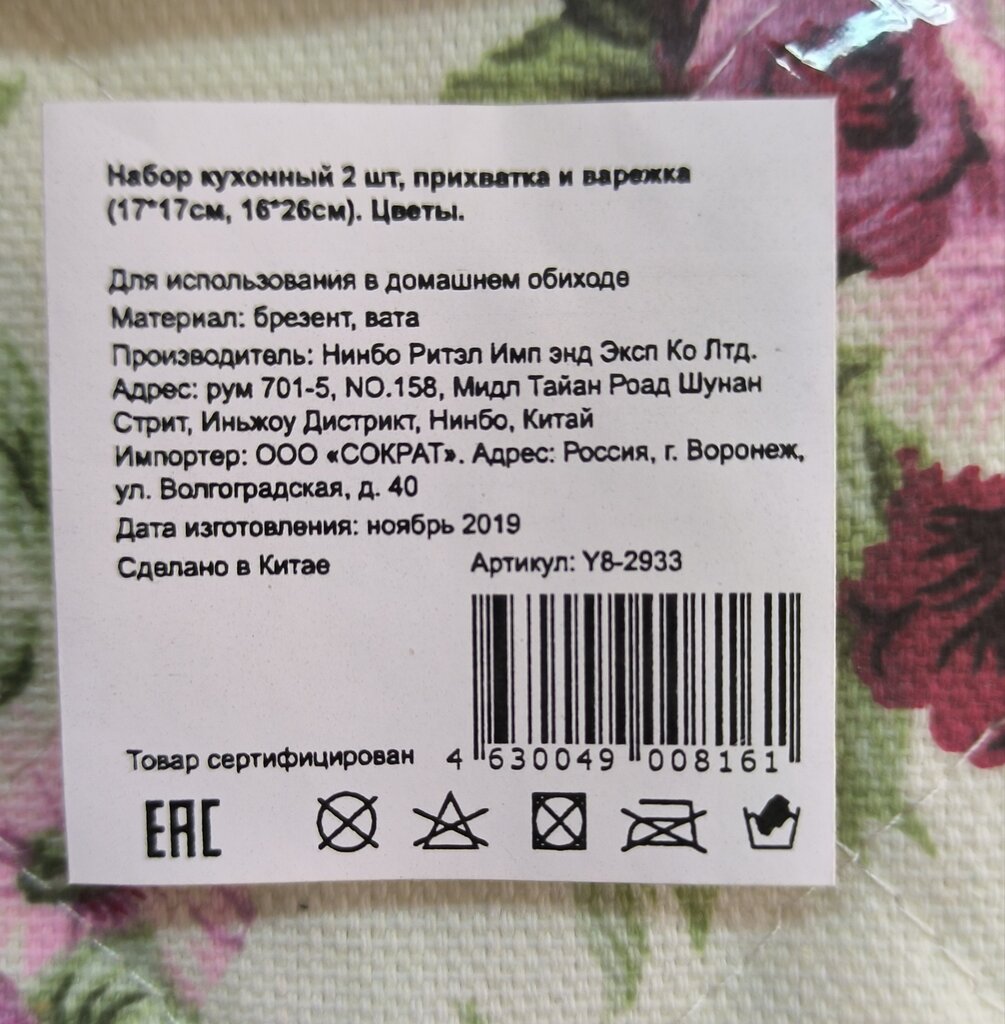 Набор кухонный 2 шт, прихватка и варежка
(17*17см, 16*26см). Цветы.
Для использования в домашнем обиходе
Материал: брезент, вата
Производитель: Нинбо Ритэл Имп энд Эксп Ко Лтд.
Адрес: рум 701-5, NO.158, Мидл Тайан Роад Шунан
Стрит, Иньжоу Дистрикт, Нинбо, Китай
Импортер: ООО «СОКРАТ». Адрес: Россия, г. Воронеж,
ул. Волгоградская, д. 40
Дата изготовления: ноябрь 2019
Сделано в Китае Артикул: Y8-2933
Товар сертифицирован 4 630049 008161
EAC